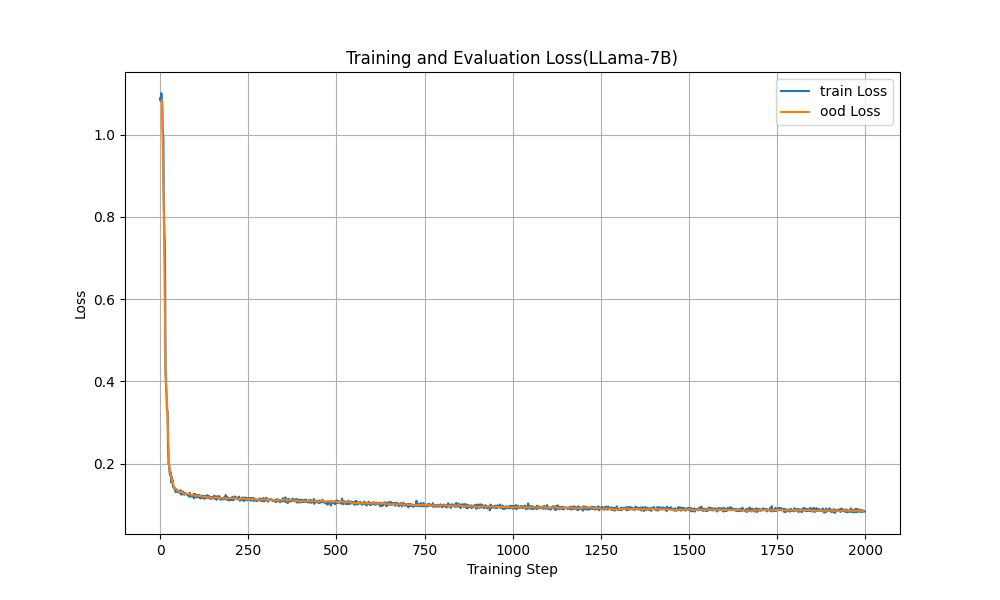 Training and Evaluation Loss(LLama-7B)
train Loss
ood Loss
Loss
1.0
0.8
0.6
0.4
0.2
0 250 500 750 1000 1250 1500 1750 2000
Training Step